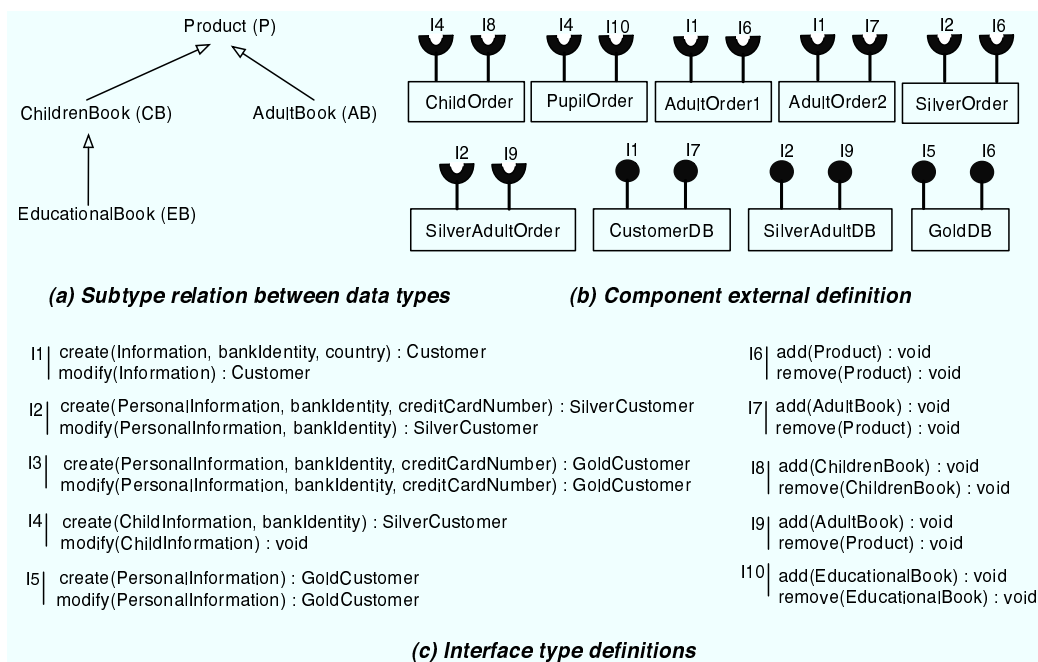 Product (P)
ChildrenBook (CB)
AdultBook (AB)
EducationalBook (EB)
(a) Subtype relation between data types
I4 I8 I4 I10 I1 I6 I1 I7 I2 I6
ChildOrder PupilOrder AdultOrder1 AdultOrder2 SilverOrder
I2 I9 I1 I7 I2 I9 I5 I6
SilverAdultOrder CustomerDB SilverAdultDB GoldDB
(b) Component external definition
I1 create(Information, bankIdentity, country) : Customer
modify(Information) : Customer
I2 create(PersonalInformation, bankIdentity, creditCardNumber) : SilverCustomer
modify(PersonalInformation, bankIdentity) : SilverCustomer
I3 create(PersonalInformation, bankIdentity, creditCardNumber) : GoldCustomer
modify(PersonalInformation, bankIdentity, creditCardNumber) : GoldCustomer
I4 create(ChildInformation, bankIdentity) : SilverCustomer
modify(ChildInformation) : void
I5 create(PersonalInformation) : GoldCustomer
modify(PersonalInformation) : GoldCustomer
I6 add(Product) : void
remove(Product) : void
I7 add(AdultBook) : void
remove(Product) : void
I8 add(ChildrenBook) : void
remove(ChildrenBook) : void
I9 add(AdultBook) : void
remove(Product) : void
I10 add(EducationalBook) : void
remove(EducationalBook) : void
(c) Interface type definitions